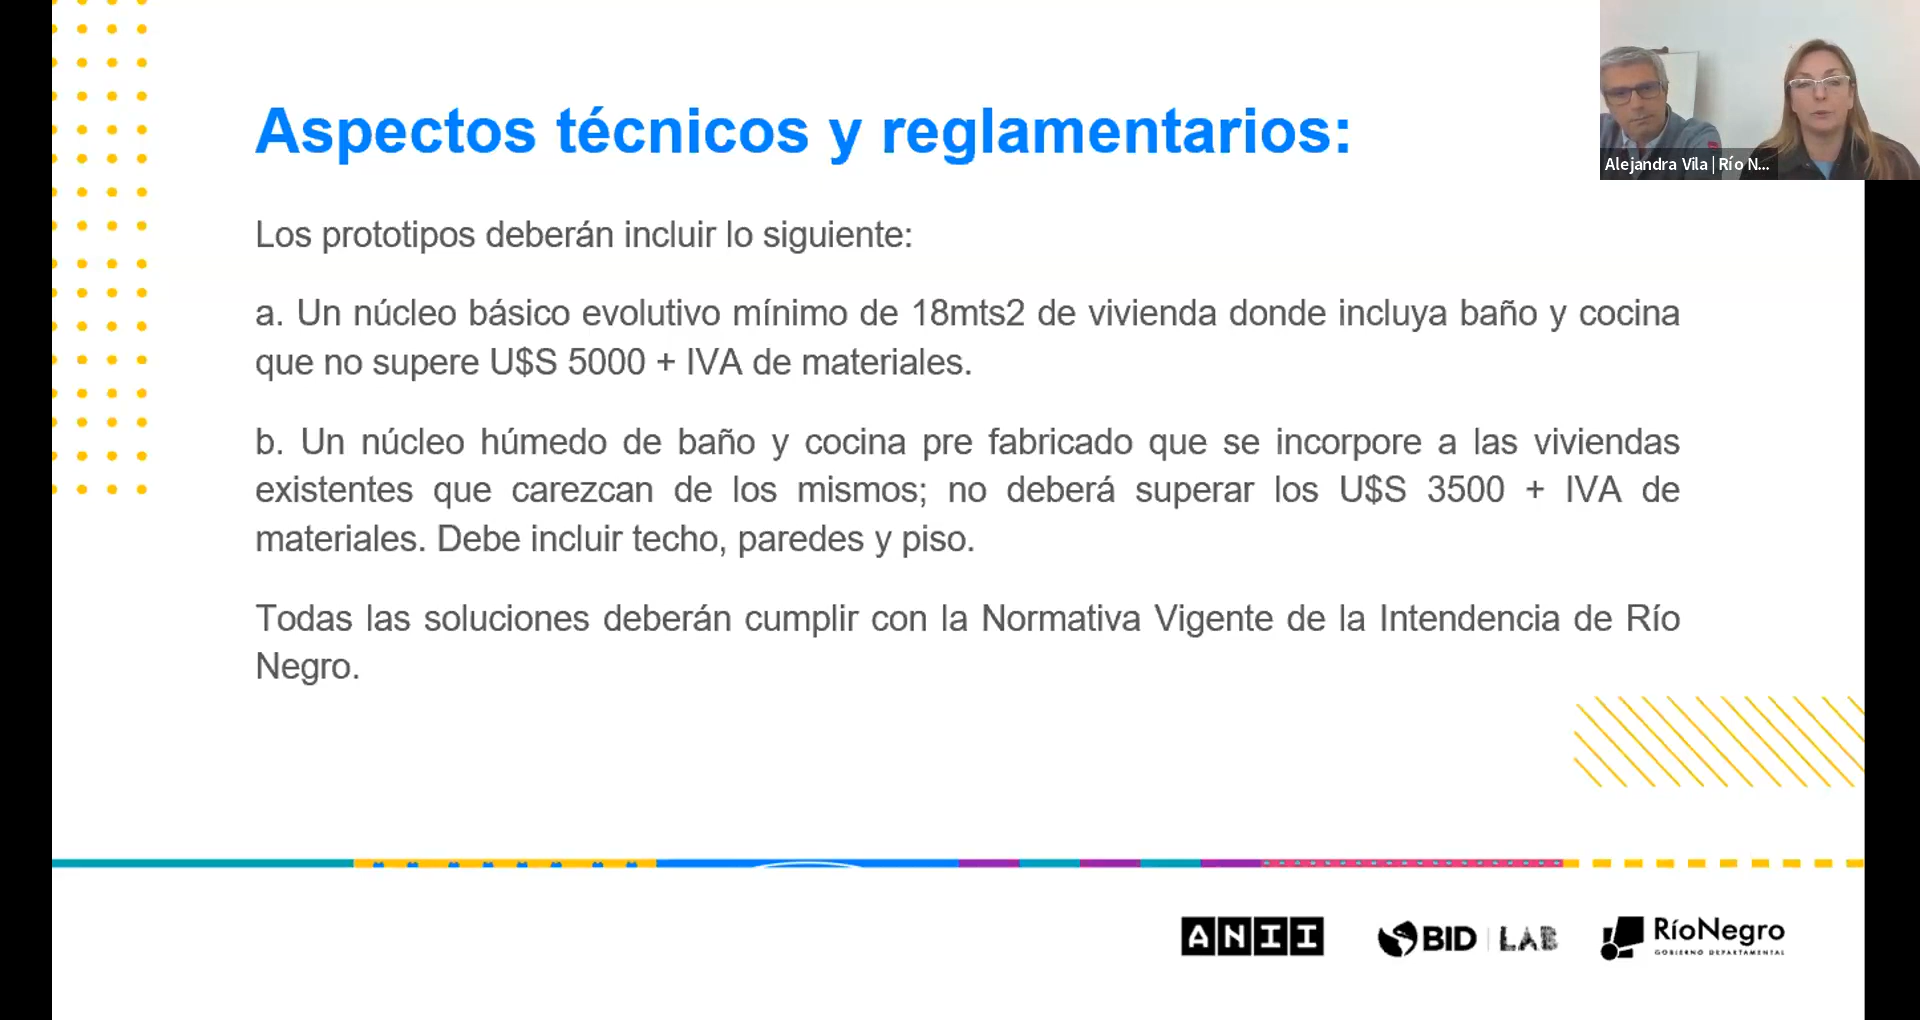 Aspectos técnicos y reglamentarios:
Alejandra Vila | Río N...
Los prototipos deberán incluir lo siguiente:
a. Un núcleo básico evolutivo mínimo de 18mts2 de vivienda donde incluya baño y cocina
que no supere U$S 5000 + IVA de materiales.
b. Un núcleo húmedo de baño y cocina pre fabricado que se incorpore a las viviendas
existentes que carezcan de los mismos; no deberá superar los U$S 3500 + IVA de
materiales. Debe incluir techo, paredes y piso.
Todas las soluciones deberán cumplir con la Normativa Vigente de la Intendencia de Río
Negro.
ANII
BID | LAB
RíoNegro
GOBIERNO DEPARTAMENTAL